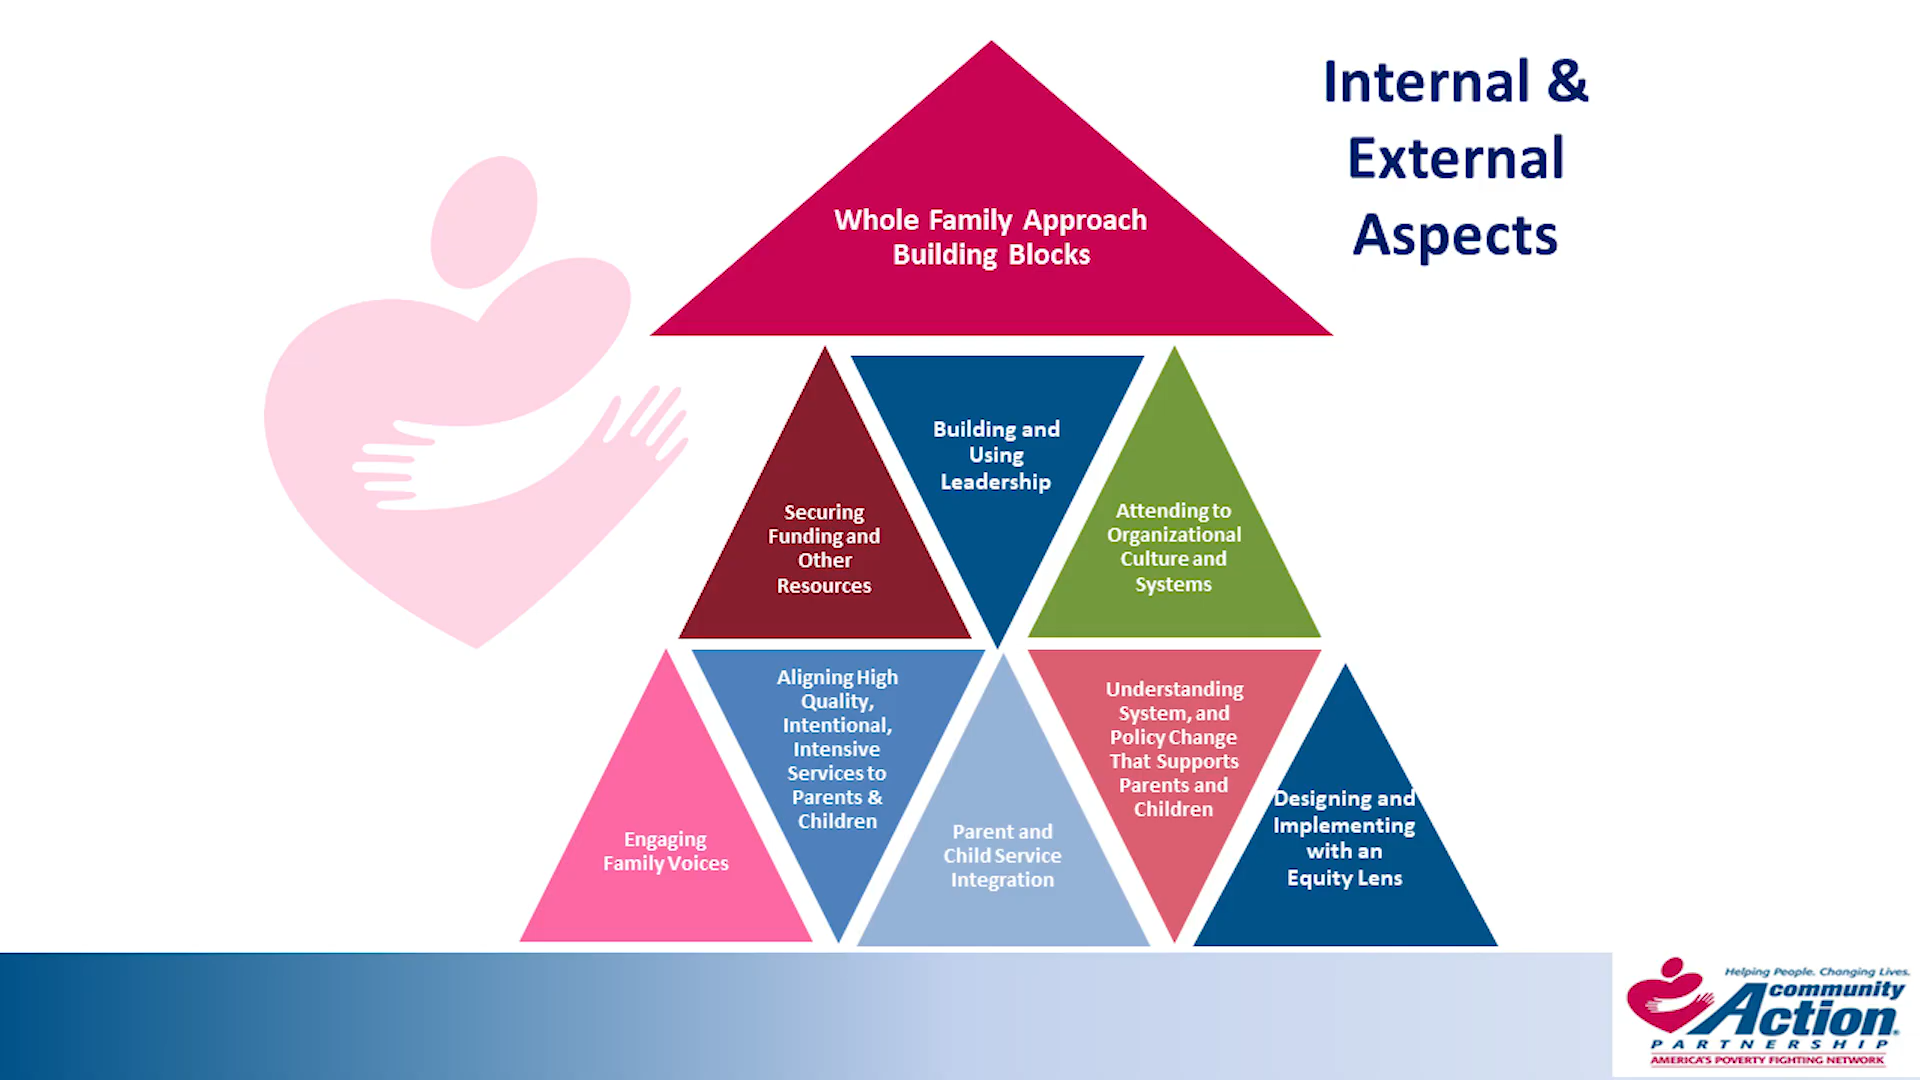 Internal &
External
Aspects
Whole Family Approach
Building Blocks
Securing
Funding and
Other
Resources
Building and
Using
Leadership
Attending to
Organizational
Culture and
Systems
Engaging
Family Voices
Aligning High
Quality,
Intentional,
Intensive
Services to
Parents &
Children
Parent and
Child Service
Integration
Understanding
System, and
Policy Change
That Supports
Parents and
Children
Designing and
Implementing
with an
Equity Lens
Helping People. Changing Lives.
community
Action®
PARTNERSHIP
AMERICA'S POVERTY FIGHTING NETWORK